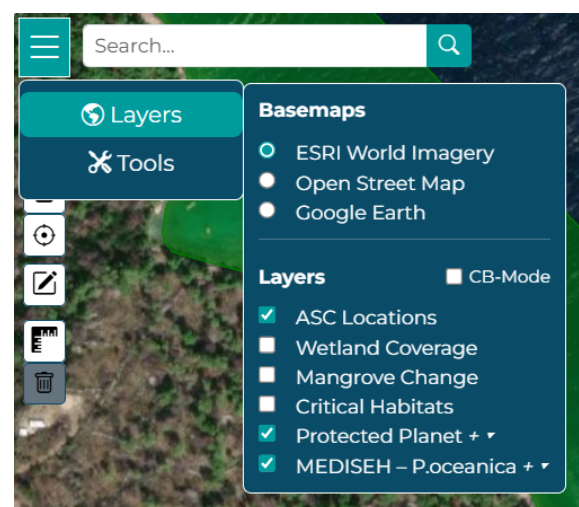 Search...
Layers
Tools
Basemaps
ESRI World Imagery
Open Street Map
Google Earth
Layers
CB-Mode
ASC Locations
Wetland Coverage
Mangrove Change
Critical Habitats
Protected Planet +
MEDISEH – P.oceanica +